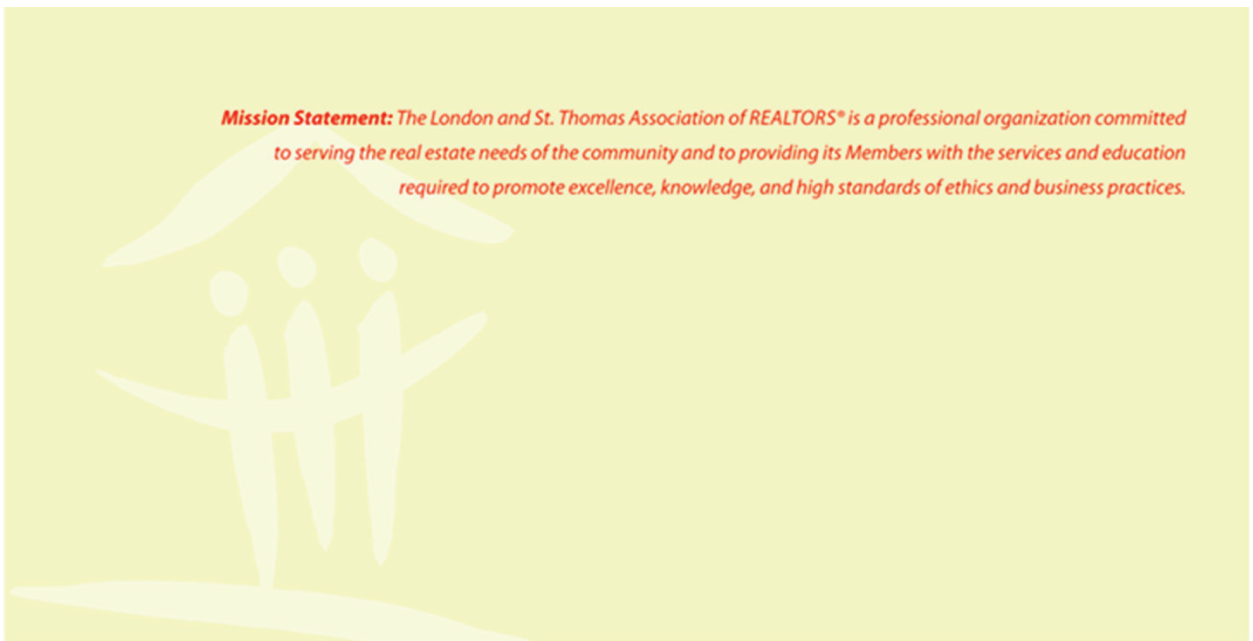 Mission Statement: The London and St. Thomas Association of REALTORS® is a professional organization committed
to serving the real estate needs of the community and to providing its Members with the services and education
required to promote excellence, knowledge, and high standards of ethics and business practices.